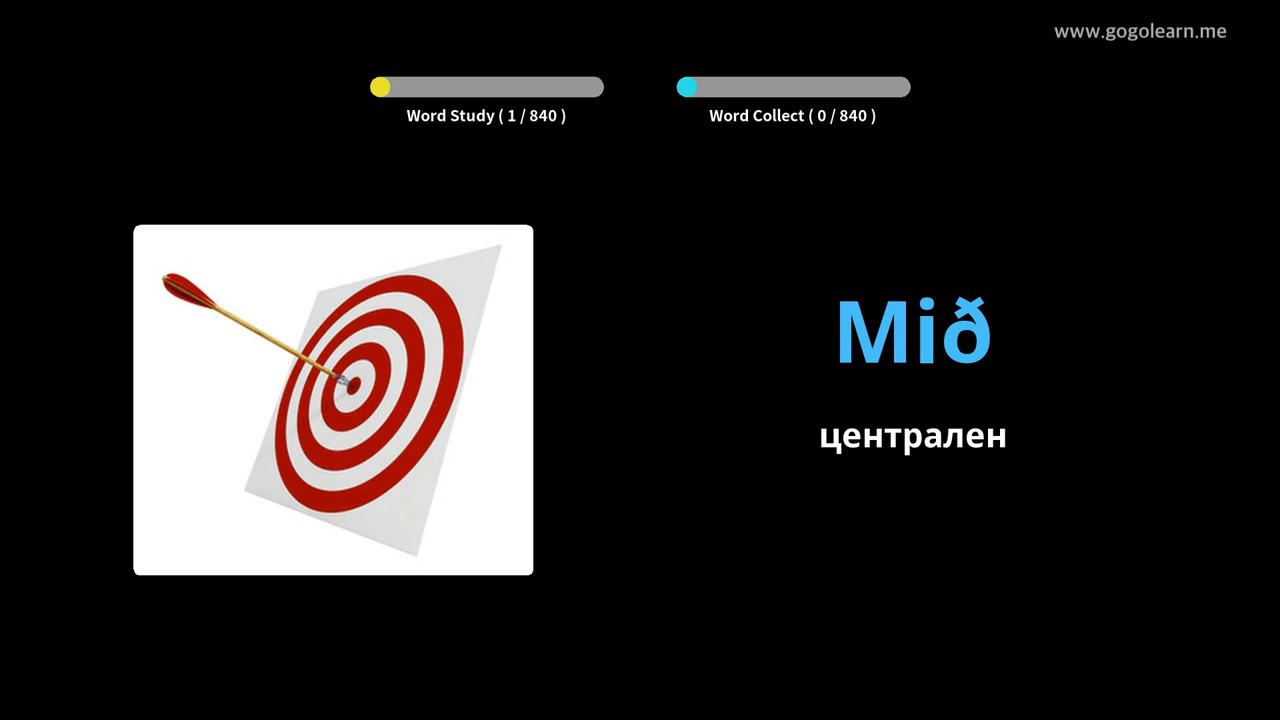 www.gogolearn.me
Word Study ( 1 / 840 )
Word Collect ( 0 / 840 )
Mið
централен